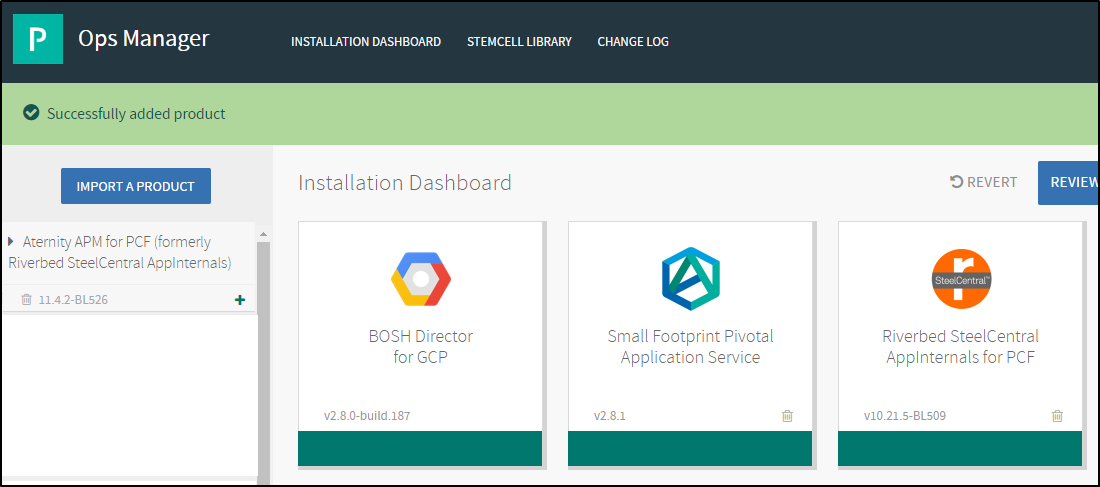 P
Ops Manager
INSTALLATION DASHBOARD
STEMCELL LIBRARY
CHANGE LOG
Successfully added product
IMPORT A PRODUCT
Aternity APM for PCF (formerly
Riverbed SteelCentral AppInternals)
11.4.2-BL526
Installation Dashboard
REVERT
REVIEW
BOSH Director
for GCP
v2.8.0-build.187
Small Footprint Pivotal
Application Service
v2.8.1
r
SteelCentral™
Riverbed SteelCentral
AppInternals for PCF
v10.21.5-BL509